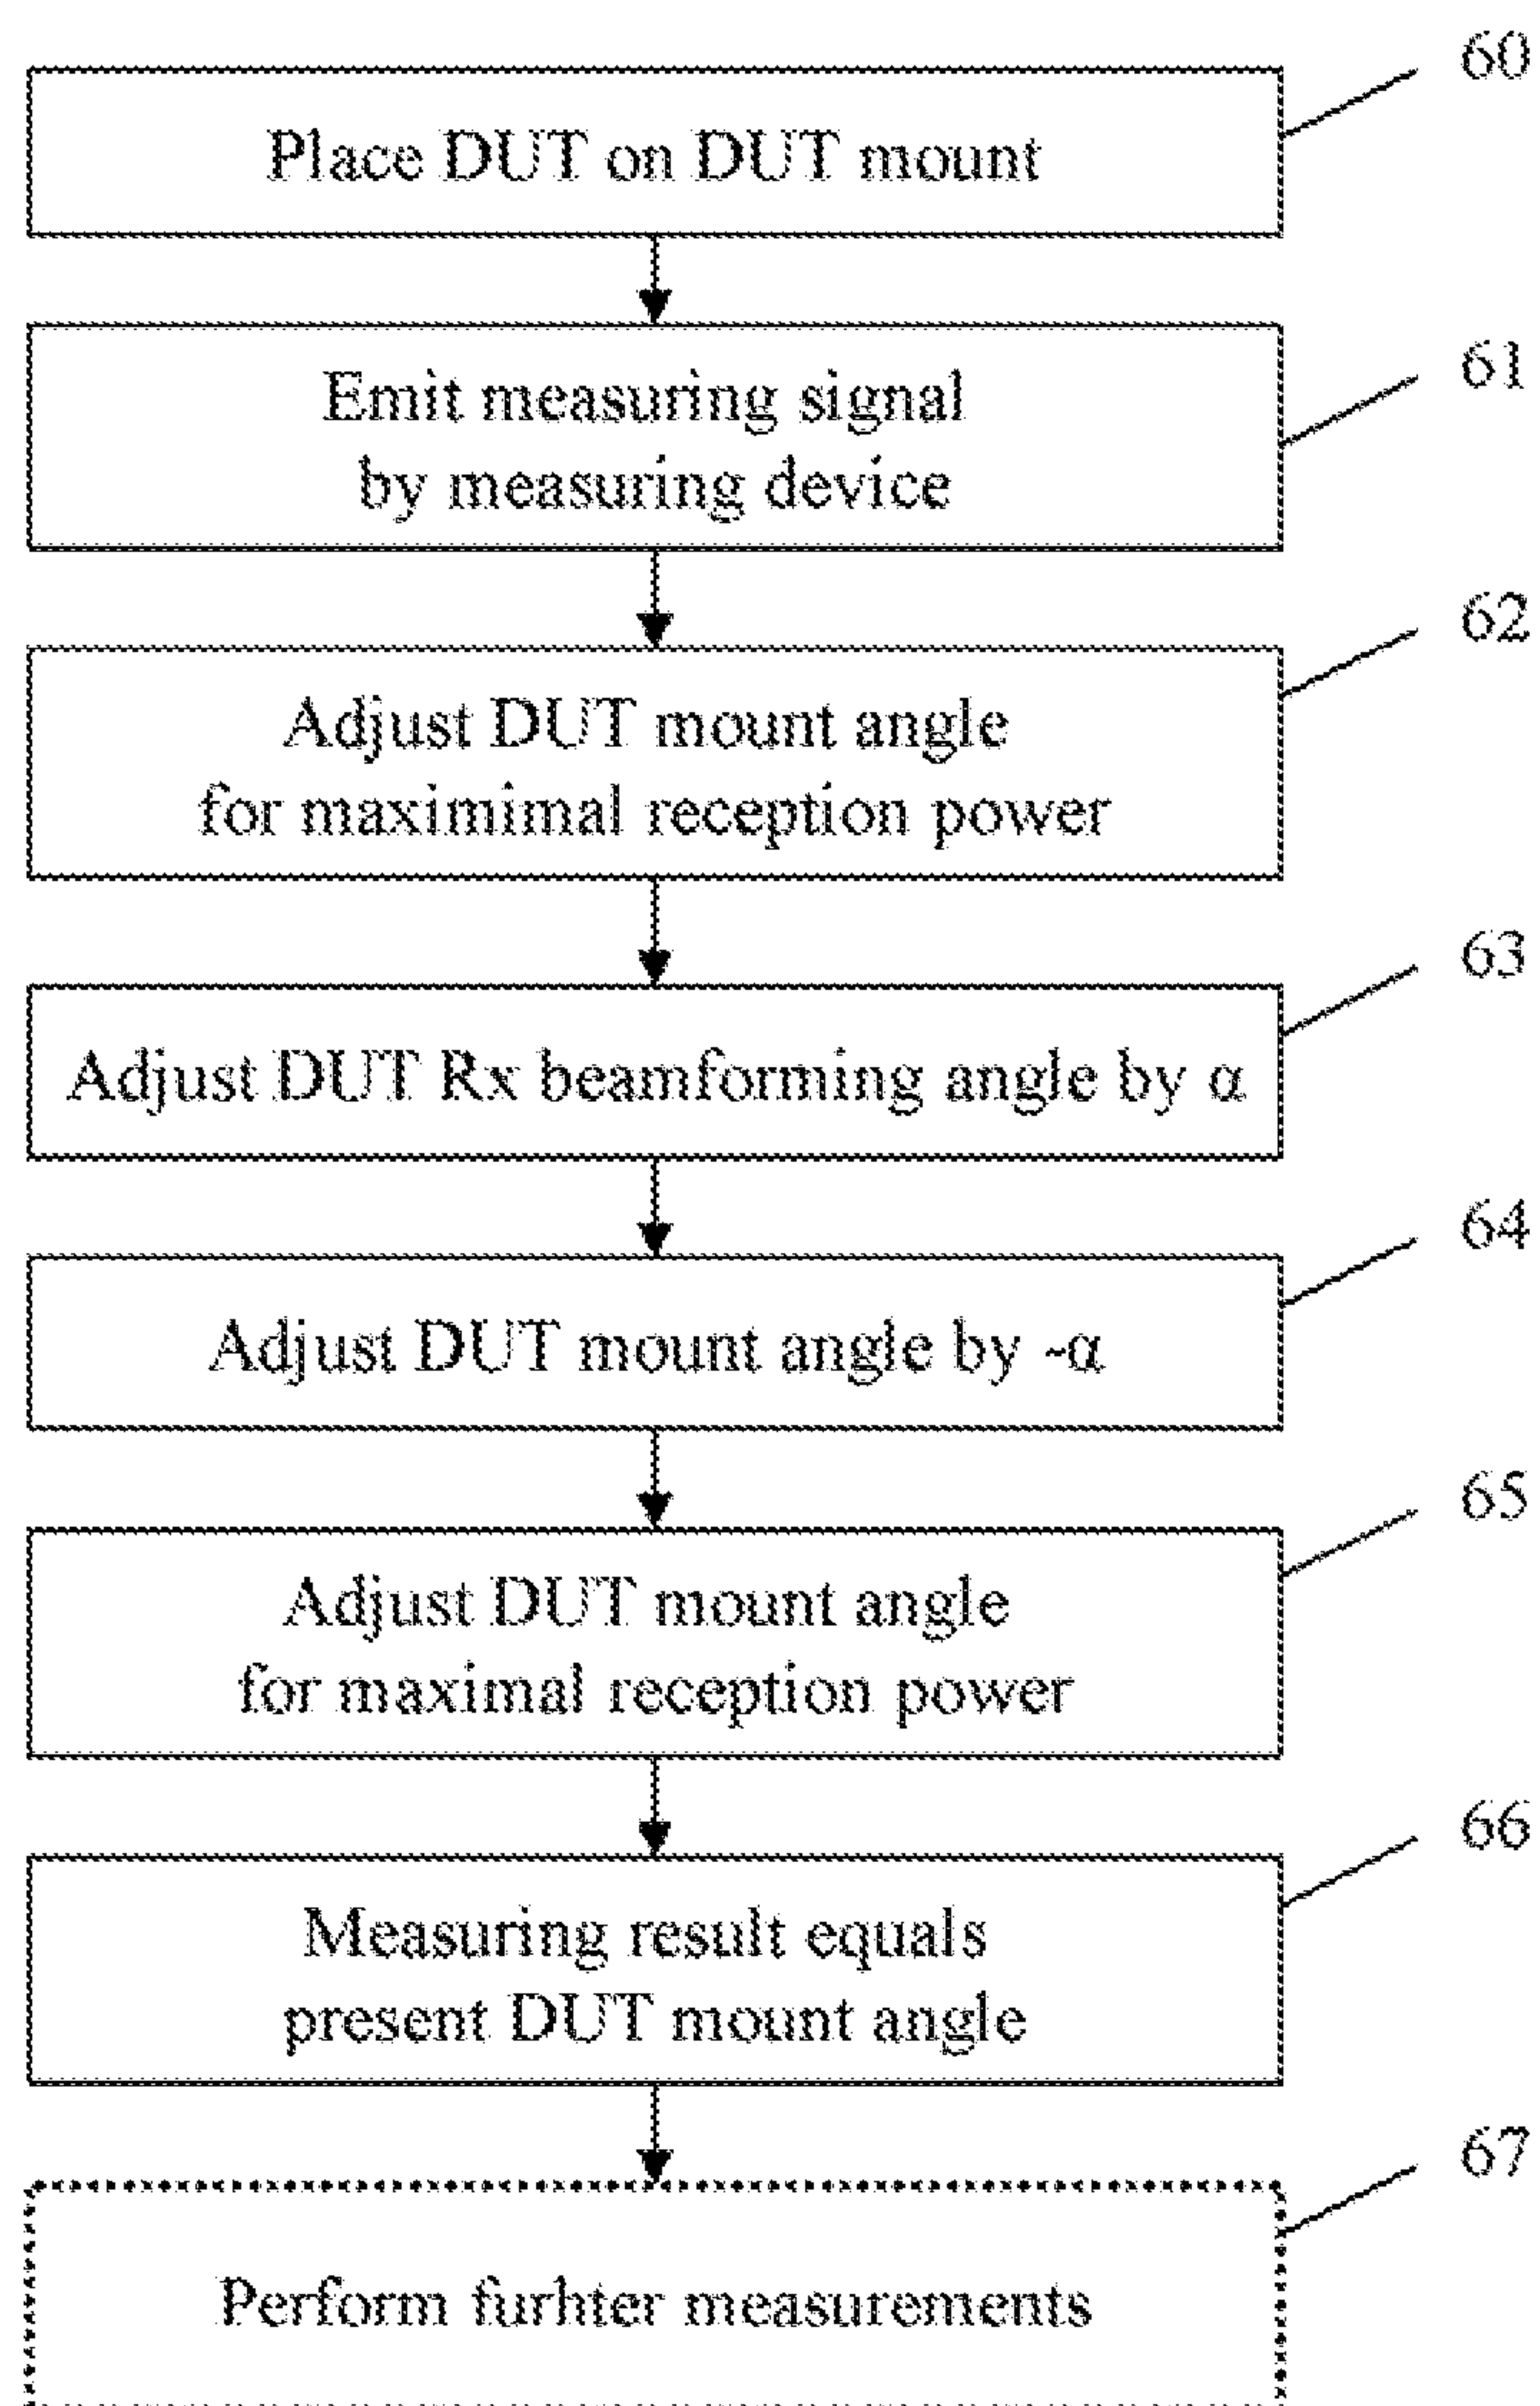 60
Place DUT on DUT mount
61
Emit measuring signal
by measuring device
62
Adjust DUT mount angle
for maximimal reception power
63
Adjust DUT Rx beamforming angle by α
64
Adjust DUT mount angle by -α
65
Adjust DUT mount angle
for maximal reception power
66
Measuring result equals
present DUT mount angle
67
Perform furhter measurements